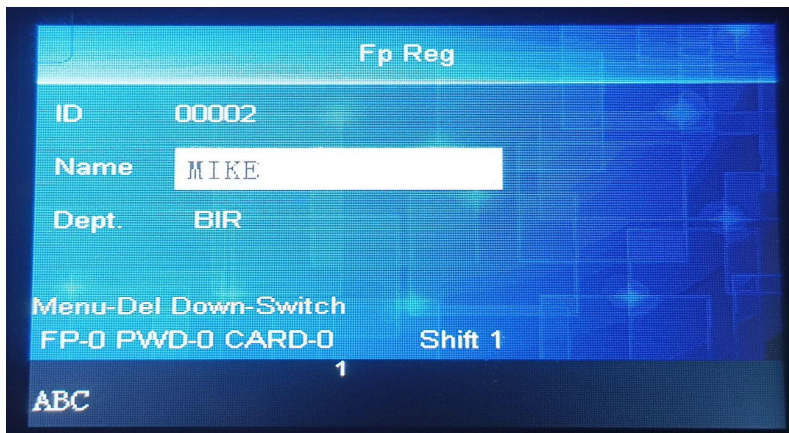 Fp Reg
ID 00002
Name MIKE
Dept. BIR
Menu-Del Down-Switch
FP-0 PWD-0 CARD-0 Shift 1
1
ABC